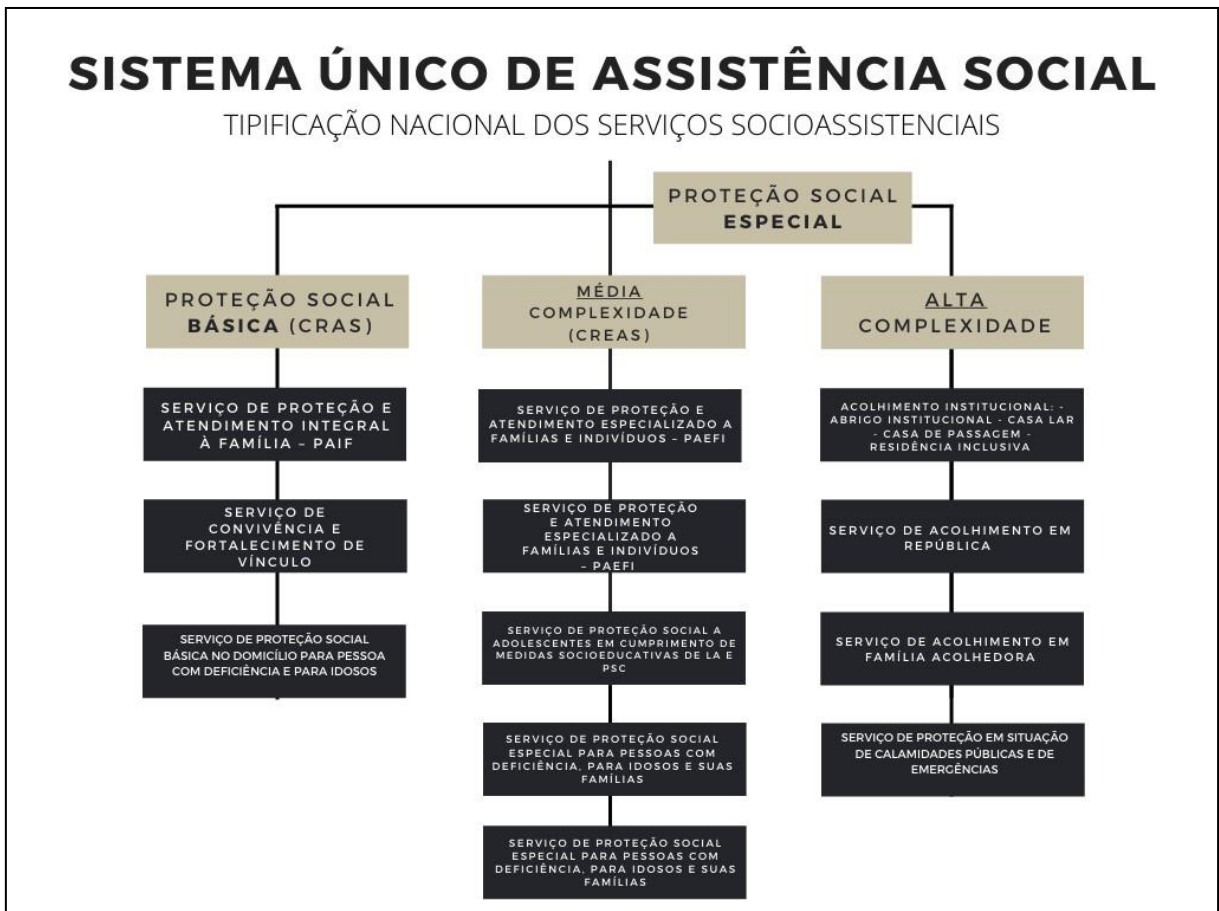 SISTEMA ÚNICO DE ASSISTÊNCIA SOCIAL
TIPIFICAÇÃO NACIONAL DOS SERVIÇOS SOCIOASSISTENCIAIS
PROTEÇÃO SOCIAL
ESPECIAL
PROTEÇÃO SOCIAL
BÁSICA (CRAS)
SERVIÇO DE PROTEÇÃO E
ATENDIMENTO INTEGRAL
À FAMÍLIA – PAIF
SERVIÇO DE
CONVIVÊNCIA E
FORTALECIMENTO DE
VÍNCULO
SERVIÇO DE PROTEÇÃO SOCIAL
BÁSICA NO DOMICÍLIO PARA PESSOA
COM DEFICIÊNCIA E PARA IDOSOS
MÉDIA
COMPLEXIDADE
(CREAS)
SERVIÇO DE PROTEÇÃO E
ATENDIMENTO ESPECIALIZADO A
FAMÍLIAS E INDIVÍDUOS – PAEFI
SERVIÇO DE PROTEÇÃO
E ATENDIMENTO
ESPECIALIZADO A
FAMÍLIAS E INDIVÍDUOS
– PAEFI
SERVIÇO DE PROTEÇÃO SOCIAL A
ADOLESCENTES EM CUMPRIMENTO DE
MEDIDAS SOCIOEDUCATIVAS DE LA E
PSC
SERVIÇO DE PROTEÇÃO SOCIAL
ESPECIAL PARA PESSOAS COM
DEFICIÊNCIA, PARA IDOSOS E SUAS
FAMÍLIAS
SERVIÇO DE PROTEÇÃO SOCIAL
ESPECIAL PARA PESSOAS COM
DEFICIÊNCIA, PARA IDOSOS E SUAS
FAMÍLIAS
ALTA
COMPLEXIDADE
ACOLHIMENTO INSTITUCIONAL: -
ABRIGO INSTITUCIONAL - CASA LAR
- CASA DE PASSAGEM -
RESIDÊNCIA INCLUSIVA
SERVIÇO DE ACOLHIMENTO EM
REPÚBLICA
SERVIÇO DE ACOLHIMENTO EM
FAMÍLIA ACOLHEDORA
SERVIÇO DE PROTEÇÃO EM SITUAÇÃO
DE CALAMIDADES PÚBLICAS E DE
EMERGÊNCIAS